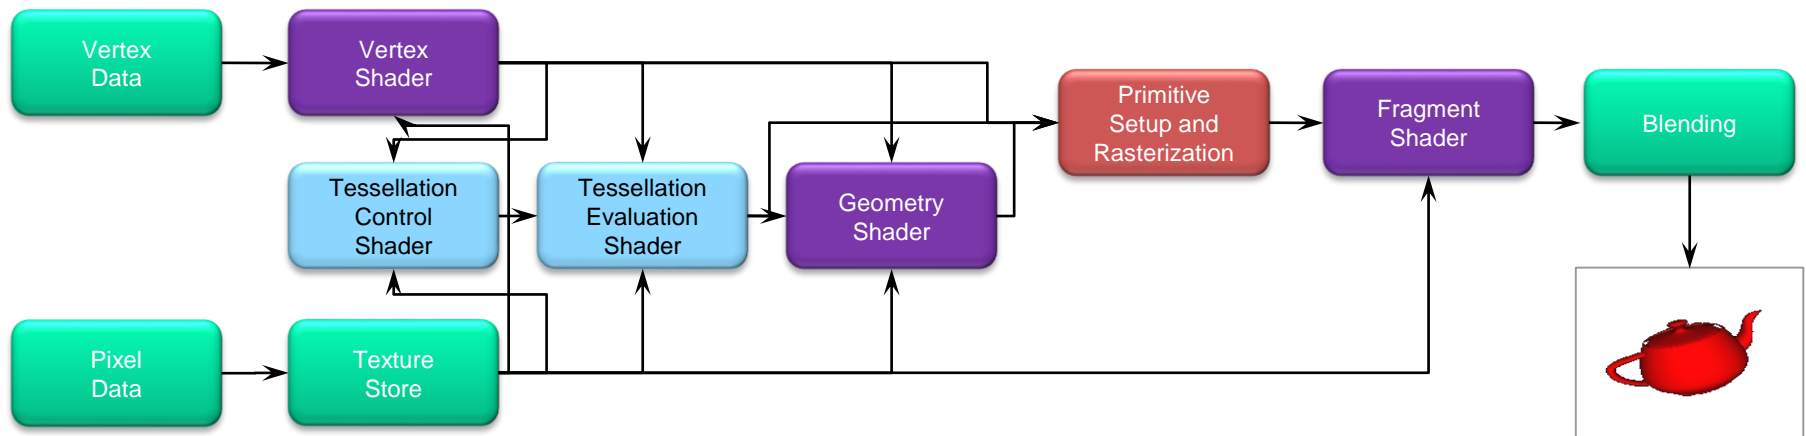 Vertex
Data
Vertex
Shader
Primitive
Setup and
Rasterization
Fragment
Shader
Blending
Tessellation
Control
Shader
Tessellation
Evaluation
Shader
Geometry
Shader
Pixel
Data
Texture
Store